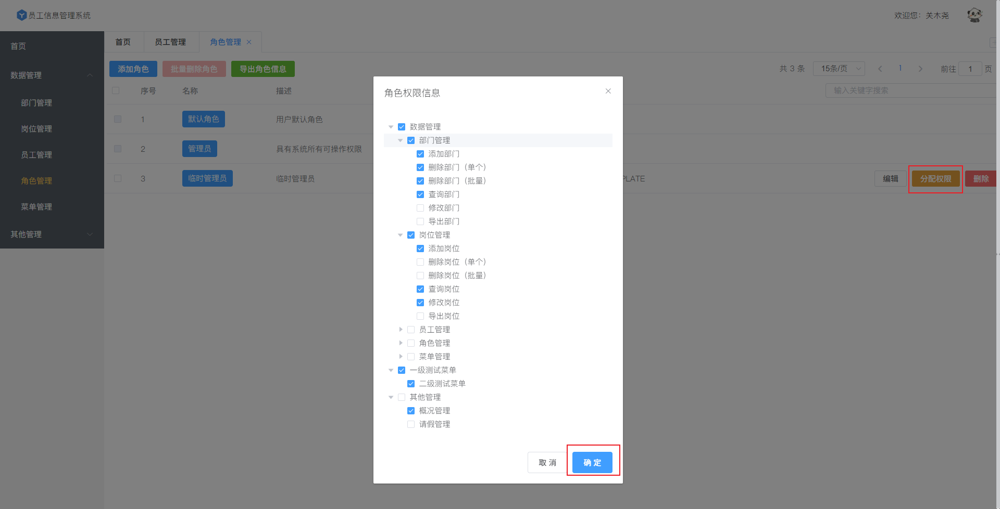 员工信息管理系统
欢迎您：关木尧
首页
数据管理
部门管理
岗位管理
员工管理
角色管理
菜单管理
其他管理
首页 员工管理 角色管理
添加角色 批量删除角色 导出角色信息
共 3 条 15条/页 1 前往 1 页
序号 名称 描述
输入关键字搜索
1 默认角色 用户默认角色
2 管理员 具有系统所有可操作权限
3 临时管理员 临时管理员 PLATE 编辑 分配权限 删除
角色权限信息
数据管理
部门管理
添加部门
删除部门（单个）
删除部门（批量）
查询部门
修改部门
导出部门
岗位管理
添加岗位
删除岗位（单个）
删除岗位（批量）
查询岗位
修改岗位
导出岗位
员工管理
角色管理
菜单管理
一级测试菜单
二级测试菜单
其他管理
概况管理
请假管理
取 消 确 定